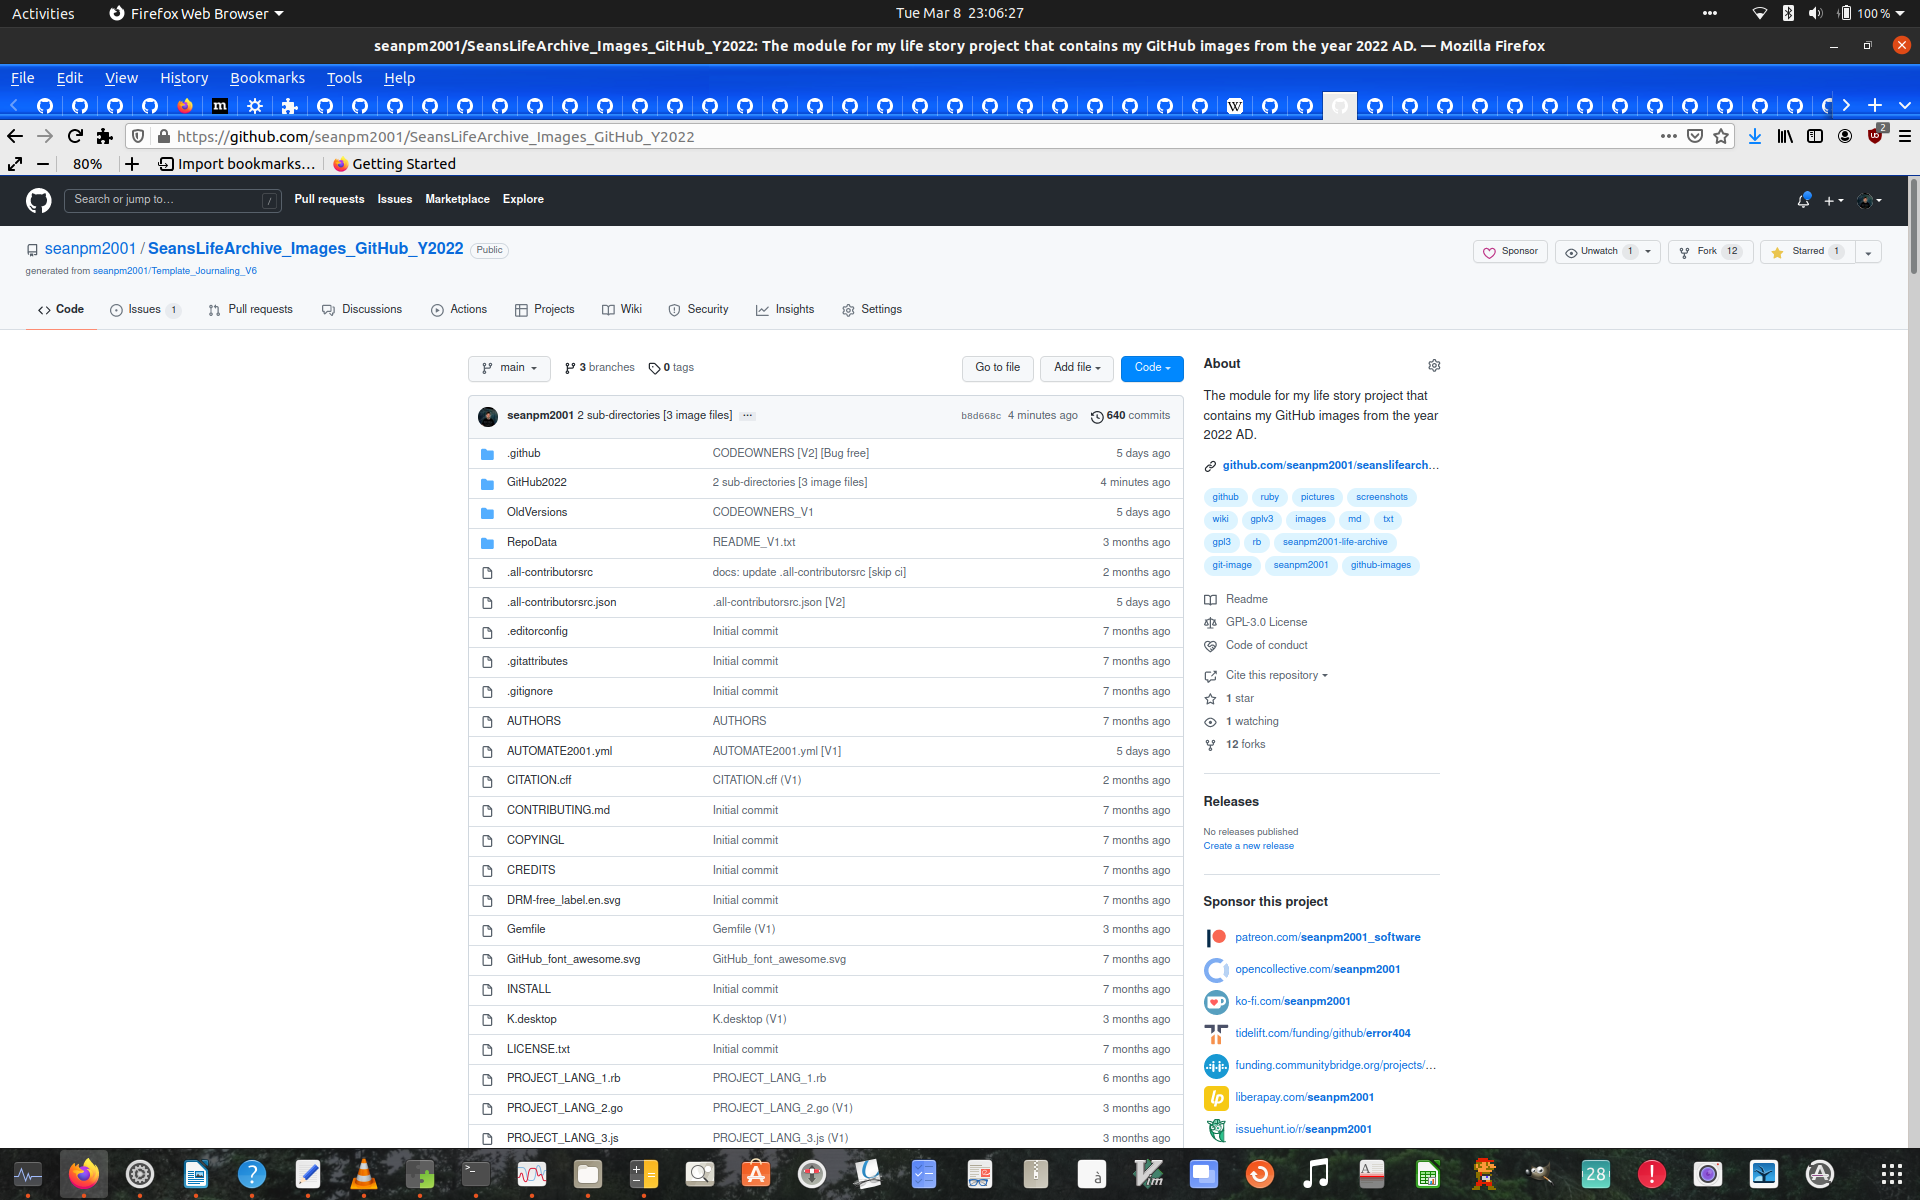 Activities Firefox Web Browser Tue Mar 8 23:06:27 100 %
seanpm2001/SeansLifeArchive_Images_GitHub_Y2022: The module for my life story project that contains my GitHub images from the year 2022 AD. — Mozilla Firefox
File Edit View History Bookmarks Tools Help
https://github.com/seanpm2001/SeansLifeArchive_Images_GitHub_Y2022 2
80% Import bookmarks... Getting Started
Search or jump to... / Pull requests Issues Marketplace Explore
seanpm2001 / SeansLifeArchive_Images_GitHub_Y2022 Public Sponsor Unwatch 1 Fork 12 Starred 1
generated from seanpm2001/Template_Journaling_V6
Code Issues 1 Pull requests Discussions Actions Projects Wiki Security Insights Settings
main 3 branches 0 tags Go to file Add file Code
seanpm2001 2 sub-directories [3 image files] ... b8d668c 4 minutes ago 640 commits
.github CODEOWNERS [V2] [Bug free] 5 days ago
GitHub2022 2 sub-directories [3 image files] 4 minutes ago
OldVersions CODEOWNERS_V1 5 days ago
RepoData README_V1.txt 3 months ago
.all-contributorsrc docs: update .all-contributorsrc [skip ci] 2 months ago
.all-contributorsrc.json .all-contributorsrc.json [V2] 5 days ago
.editorconfig Initial commit 7 months ago
.gitattributes Initial commit 7 months ago
.gitignore Initial commit 7 months ago
AUTHORS AUTHORS 7 months ago
AUTOMATE2001.yml AUTOMATE2001.yml [V1] 5 days ago
CITATION.cff CITATION.cff (V1) 2 months ago
CONTRIBUTING.md Initial commit 7 months ago
COPYINGL Initial commit 7 months ago
CREDITS Initial commit 7 months ago
DRM-free_label.en.svg Initial commit 7 months ago
Gemfile Gemfile (V1) 3 months ago
GitHub_font_awesome.svg GitHub_font_awesome.svg 7 months ago
INSTALL Initial commit 7 months ago
K.desktop K.desktop (V1) 3 months ago
LICENSE.txt Initial commit 7 months ago
PROJECT_LANG_1.rb PROJECT_LANG_1.rb 6 months ago
PROJECT_LANG_2.go PROJECT_LANG_2.go (V1) 3 months ago
PROJECT_LANG_3.js PROJECT_LANG_3.js (V1) 3 months ago
About
The module for my life story project that
contains my GitHub images from the year
2022 AD.
github.com/seanpm2001/seanslifearch...
github ruby pictures screenshots
wiki gplv3 images md txt
gpl3 rb seanpm2001-life-archive
git-image seanpm2001 github-images
Readme
GPL-3.0 License
Code of conduct
Cite this repository
1 star
1 watching
12 forks
Releases
No releases published
Create a new release
Sponsor this project
patreon.com/seanpm2001_software
opencollective.com/seanpm2001
ko-fi.com/seanpm2001
tidelift.com/funding/github/error404
funding.communitybridge.org/projects/...
liberapay.com/seanpm2001
issuehunt.io/r/seanpm2001
28